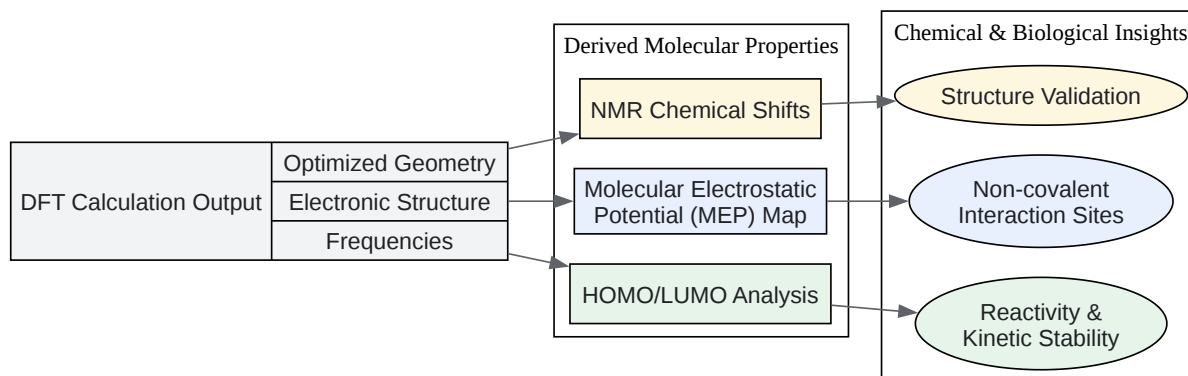 DFT Calculation Output
Optimized Geometry
Electronic Structure
Frequencies
Derived Molecular Properties
NMR Chemical Shifts
Molecular Electrostatic
Potential (MEP) Map
HOMO/LUMO Analysis
Chemical & Biological Insights
Structure Validation
Non-covalent
Interaction Sites
Reactivity &
Kinetic Stability